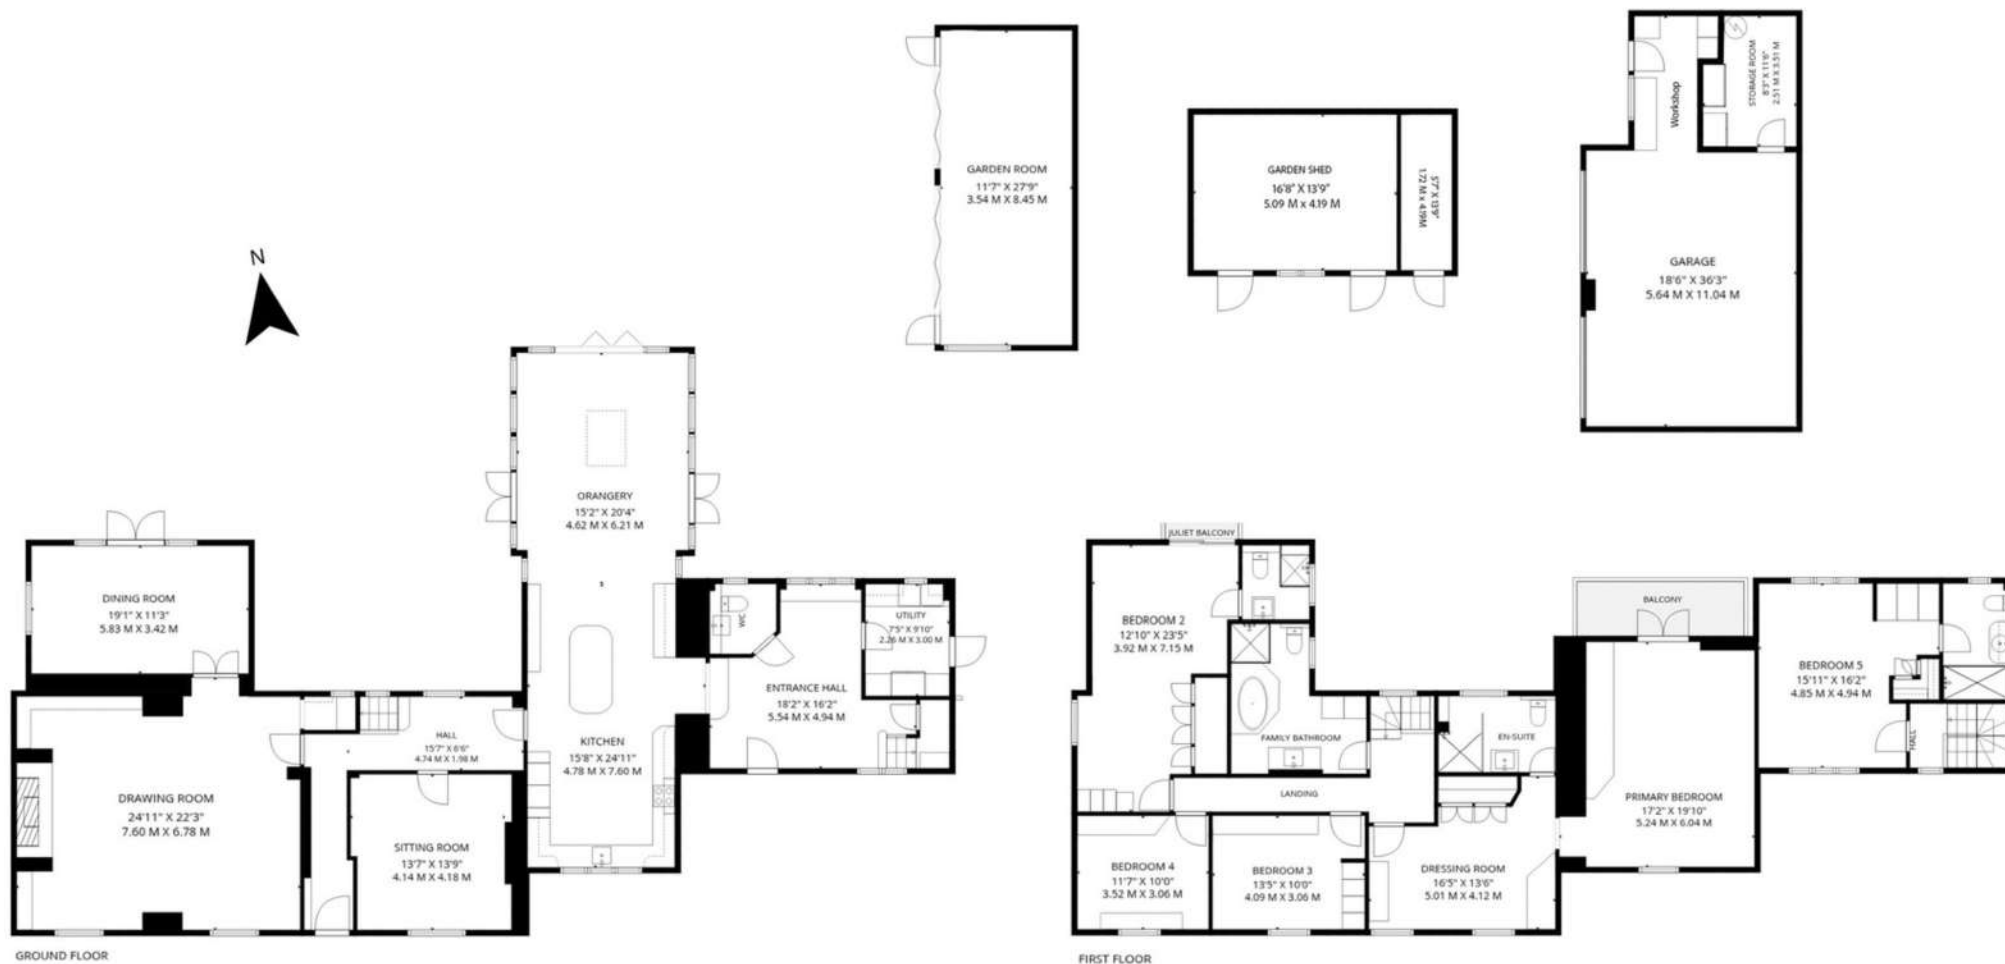 N
GARDEN ROOM
11'7" X 27'9"
3.54 M X 8.45 M
GARDEN SHED
16'8" X 13'9"
5.09 M x 4.19 M
5'7" X 13'9"
1.72 M x 4.19M
Workshop
STORAGE ROOM
8'3" X 11'6"
2.51 M X 3.51 M
GARAGE
18'6" X 36'3"
5.64 M X 11.04 M
ORANGERY
15'2" X 20'4"
4.62 M X 6.21 M
DINING ROOM
19'1" X 11'3"
5.83 M X 3.42 M
WC
UTILITY
7'5" X 9'10"
2.26 M X 3.00 M
ENTRANCE HALL
18'2" X 16'2"
5.54 M X 4.94 M
HALL
15'7" X 6'6"
4.74 M X 1.98 M
KITCHEN
15'8" X 24'11"
4.78 M X 7.60 M
DRAWING ROOM
24'11" X 22'3"
7.60 M X 6.78 M
SITTING ROOM
13'7" X 13'9"
4.14 M X 4.18 M
GROUND FLOOR
JULIET BALCONY
BEDROOM 2
12'10" X 23'5"
3.92 M X 7.15 M
FAMILY BATHROOM
EN-SUITE
LANDING
BALCONY
PRIMARY BEDROOM
17'2" X 19'10"
5.24 M X 6.04 M
BEDROOM 5
15'11" X 16'2"
4.85 M X 4.94 M
HALL
BEDROOM 4
11'7" X 10'0"
3.52 M X 3.06 M
BEDROOM 3
13'5" X 10'0"
4.09 M X 3.06 M
DRESSING ROOM
16'5" X 13'6"
5.01 M X 4.12 M
FIRST FLOOR